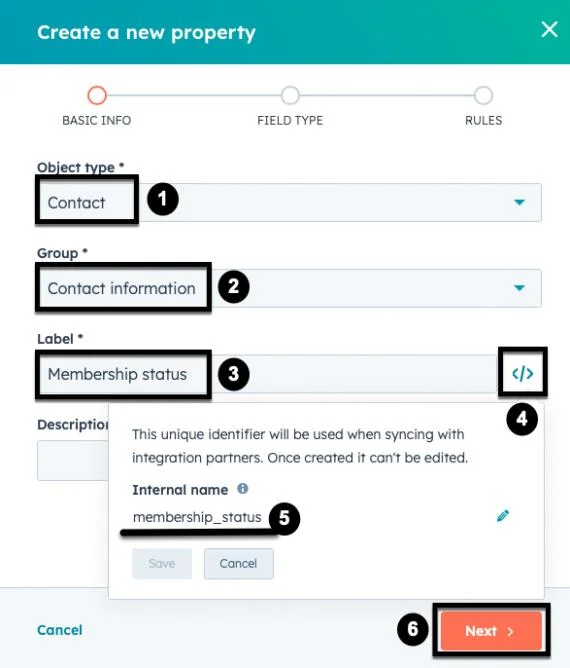 Create a new property
BASIC INFO
FIELD TYPE
RULES
Object type *
Contact
1
Group *
Contact information
2
Label *
Membership status
3
</>
4
Description
This unique identifier will be used when syncing with
integration partners. Once created it can't be edited.
Internal name
membership_status
5
Save
Cancel
Cancel
6
Next